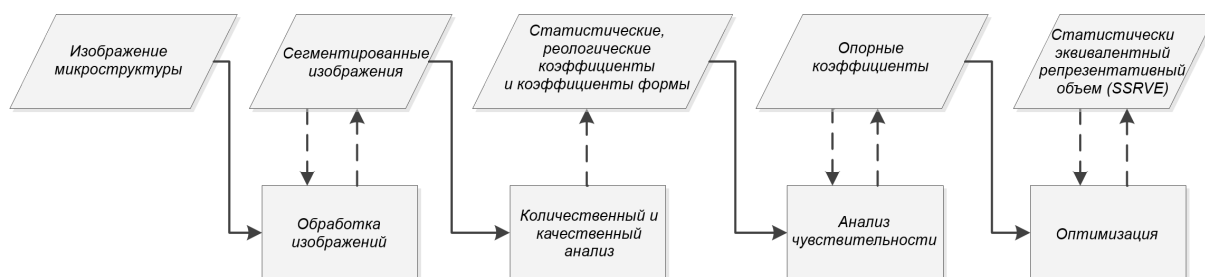 Изображение
микроструктуры
Сегментированные
изображения
Статистические,
реологические
коэффициенты
и коэффициенты формы
Опорные
коэффициенты
Статистически
эквивалентный
репрезентативный
объем (SSRVE)
Обработка
изображений
Количественный и
качественный
анализ
Анализ
чувствительности
Оптимизация